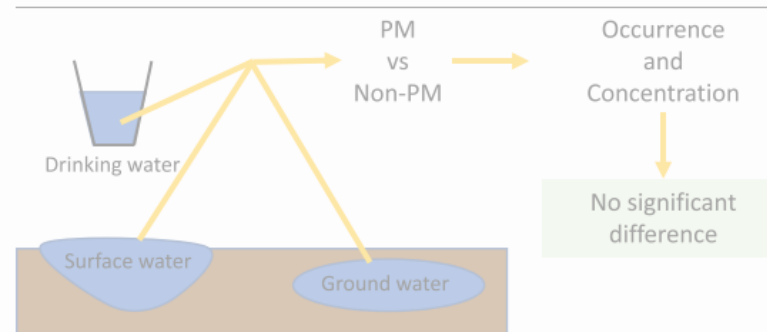 PM
vs
Non-PM
Occurrence
and
Concentration
Drinking water
No significant
difference
Surface water
Ground water